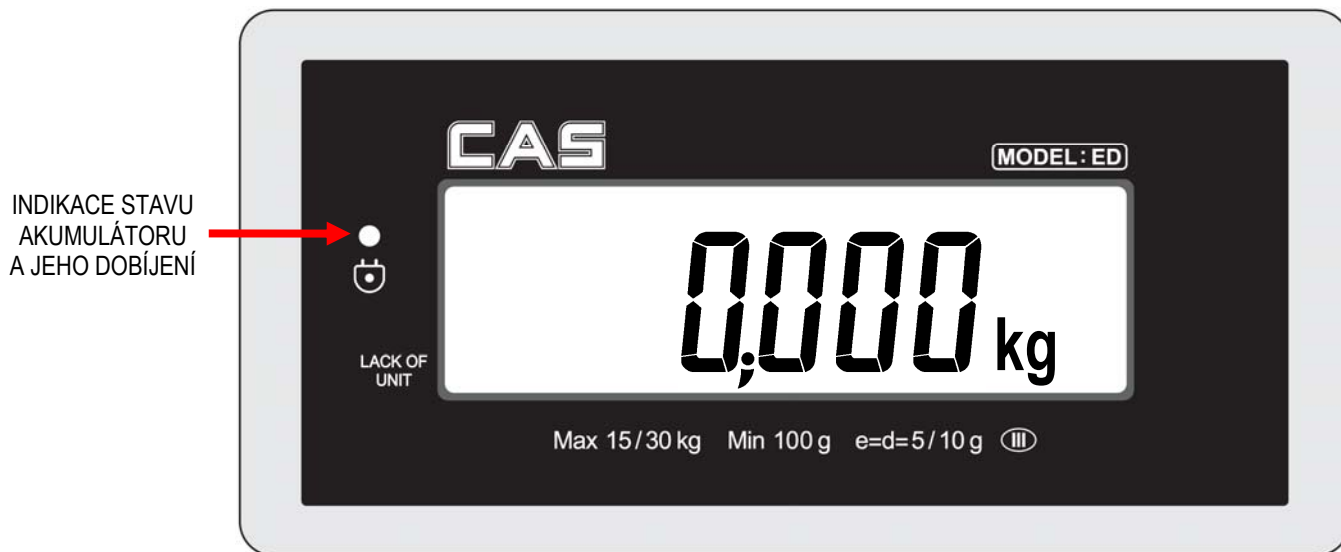 CAS
MODEL: ED
INDIKACE STAVU
AKUMULÁTORU
A JEHO DOBÍJENÍ
0,000 kg
LACK OF
UNIT
Max 15/30 kg Min 100 g e=d=5/10 g III